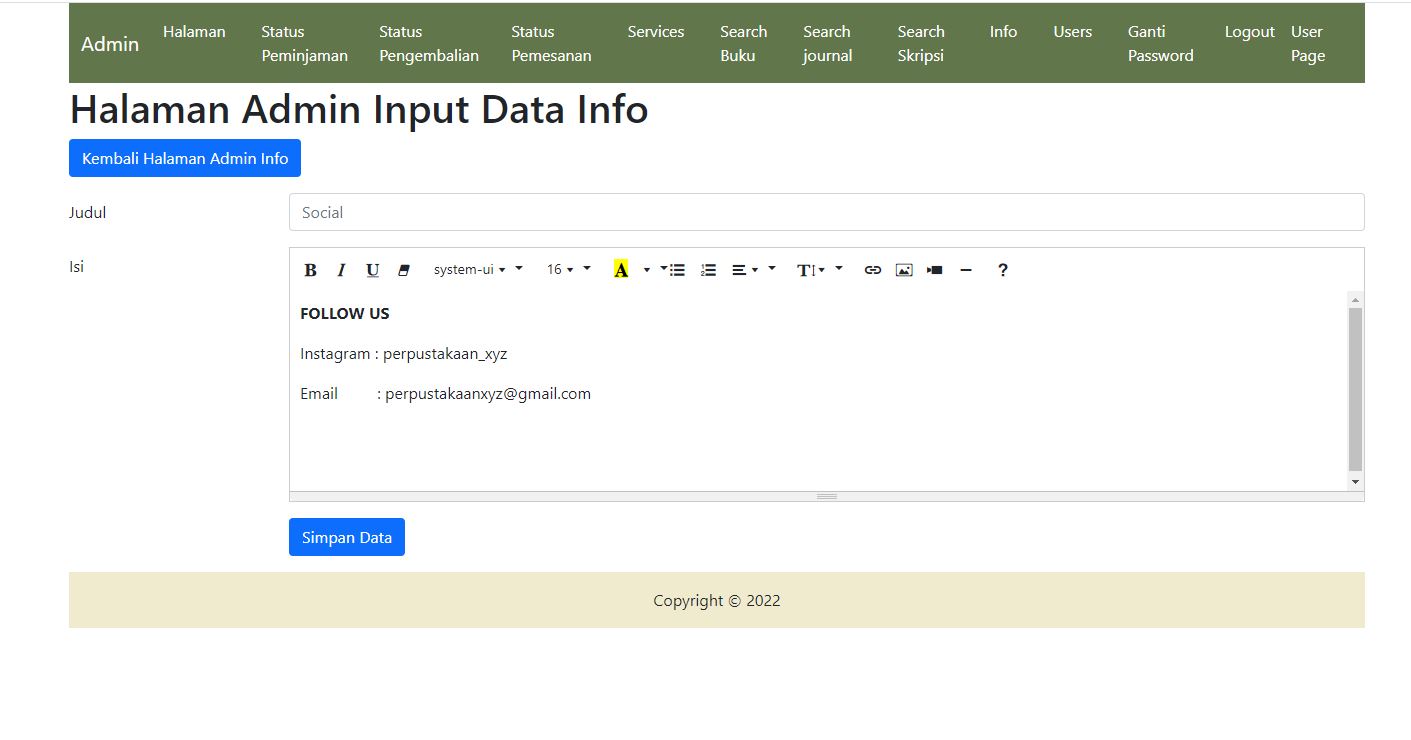 Admin Halaman Status Peminjaman Status Pengembalian Status Pemesanan Services Search Buku Search journal Search Skripsi Info Users Ganti Password Logout User Page
Halaman Admin Input Data Info
Kembali Halaman Admin Info
Judul Social
Isi
B I U system-ui 16 A T ?
FOLLOW US
Instagram : perpustakaan_xyz
Email : perpustakaanxyz@gmail.com
Simpan Data
Copyright © 2022